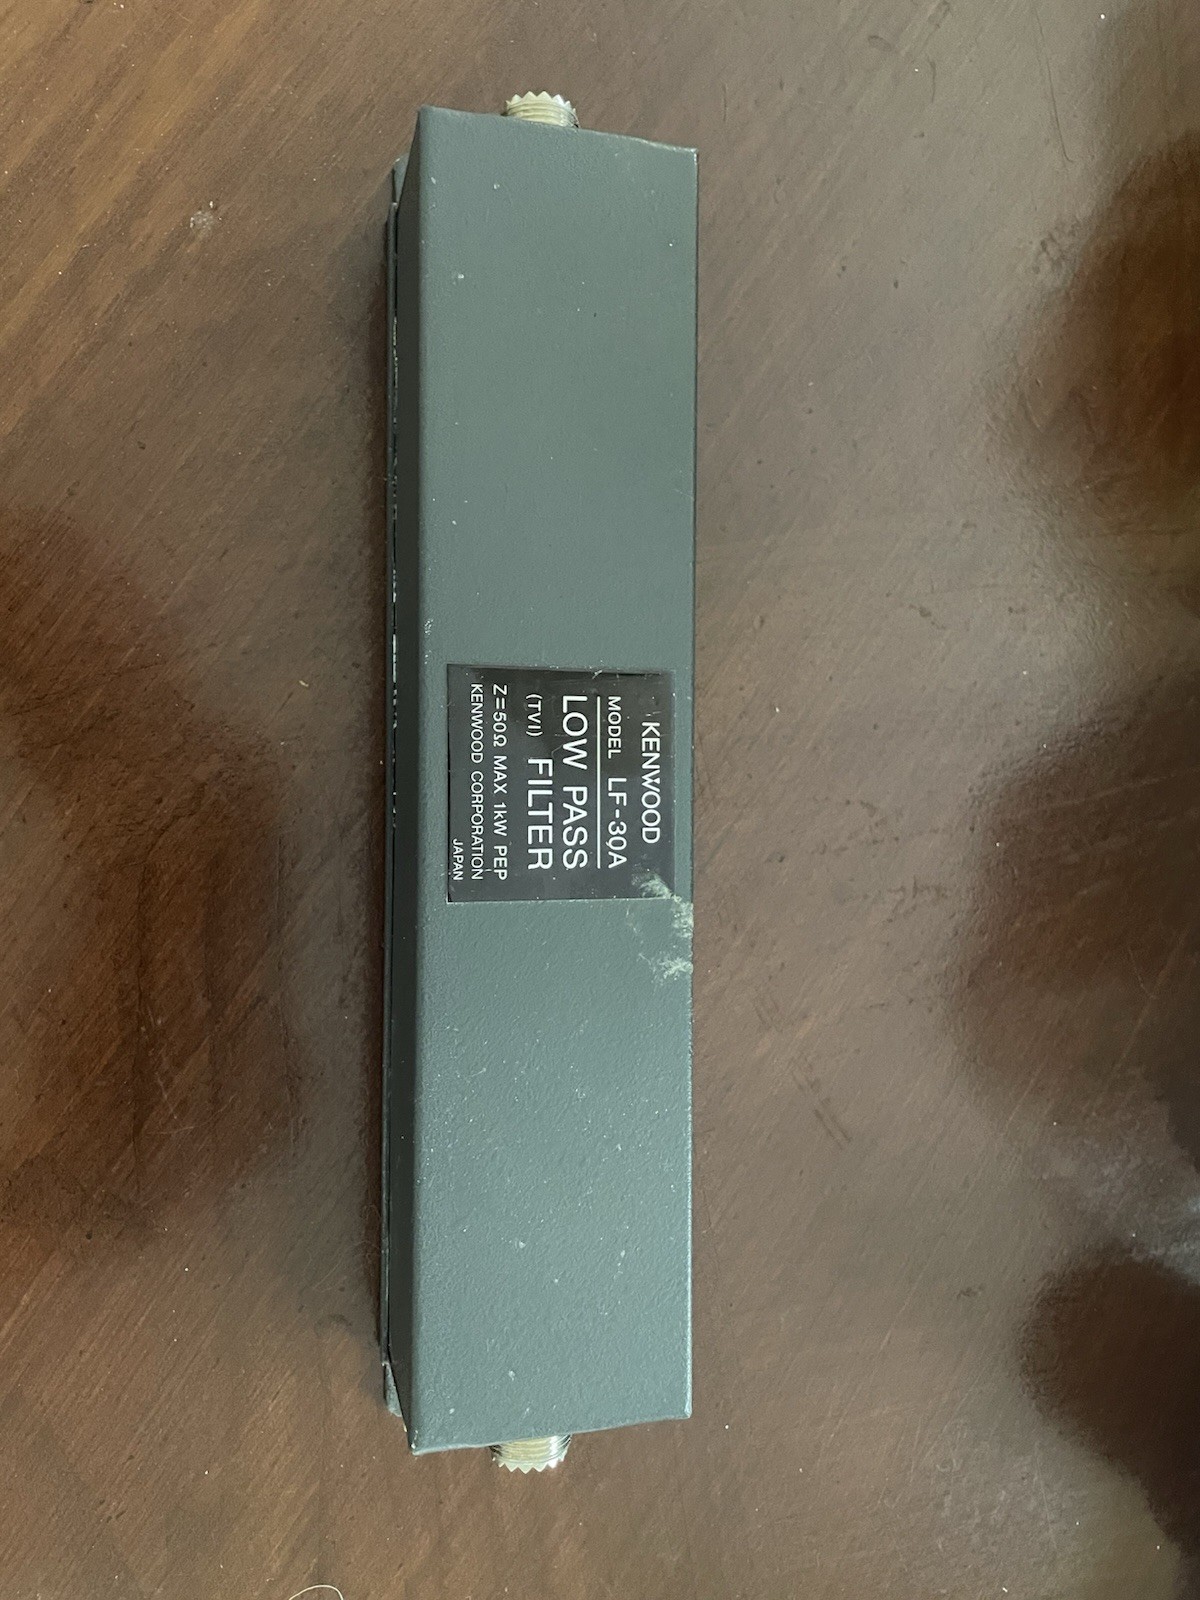 KENWOOD
MODEL LF-30A
LOW PASS
(TVI) FILTER
Z=50Ω MAX 1kW PEP
KENWOOD CORPORATION
JAPAN